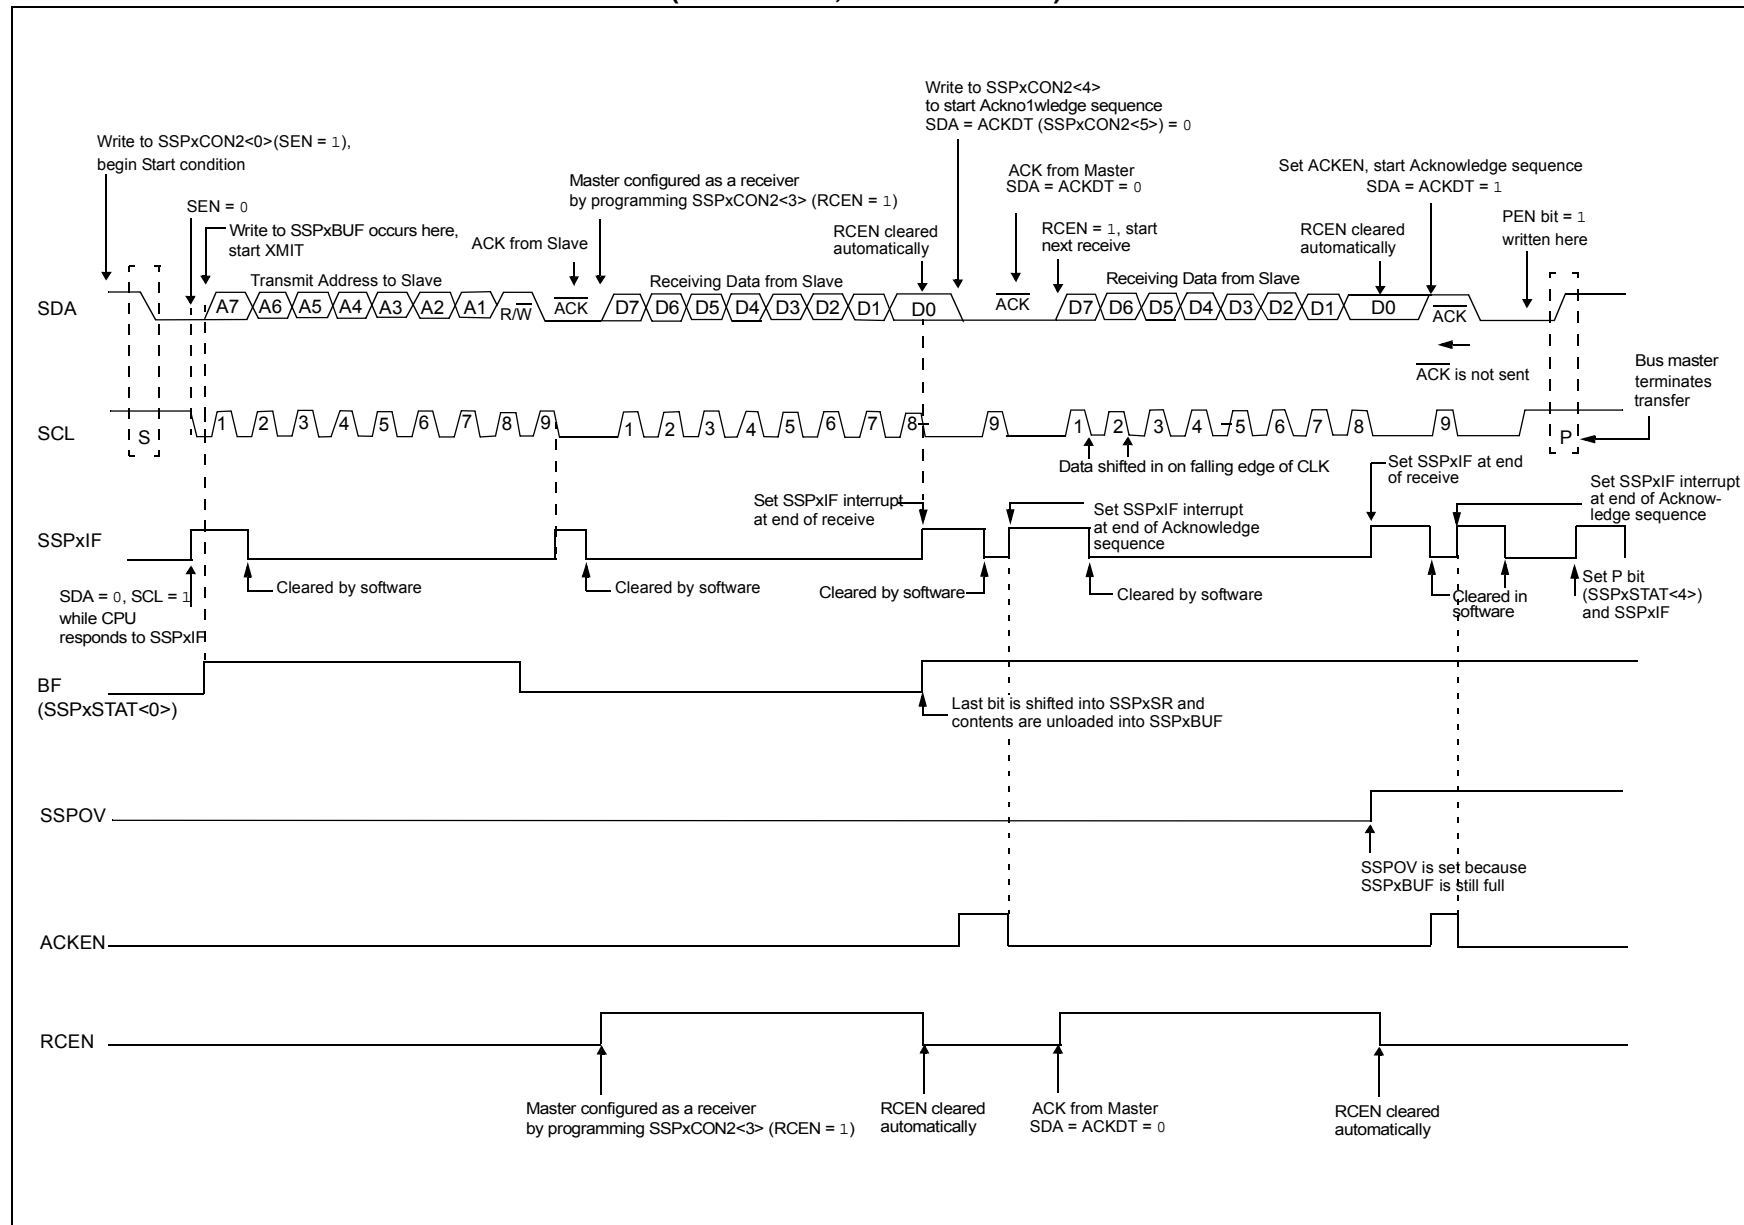 Write to SSPxCON2<4>
to start Ackno1wledge sequence
SDA = ACKDT (SSPxCON2<5>) = 0
Write to SSPxCON2<0>(SEN = 1),
begin Start condition
ACK from Master
SDA = ACKDT = 0
Set ACKEN, start Acknowledge sequence
SDA = ACKDT = 1
Master configured as a receiver
by programming SSPxCON2<3> (RCEN = 1)
SEN = 0
PEN bit = 1
written here
Write to SSPxBUF occurs here,
start XMIT
ACK from Slave
RCEN cleared
automatically
RCEN = 1, start
next receive
RCEN cleared
automatically
Transmit Address to Slave
Receiving Data from Slave
Receiving Data from Slave
SDA
A7 A6 A5 A4 A3 A2 A1 R/W ACK D7 D6 D5 D4 D3 D2 D1 D0 ACK D7 D6 D5 D4 D3 D2 D1 D0 ACK
ACK is not sent
Bus master
terminates
transfer
SCL
S 1 2 3 4 5 6 7 8 9 1 2 3 4 5 6 7 8 9 1 2 3 4 5 6 7 8 9 P
Data shifted in on falling edge of CLK
Set SSPxIF at end
of receive
Set SSPxIF interrupt
at end of receive
Set SSPxIF interrupt
at end of Acknowledge
sequence
Set SSPxIF interrupt
at end of Acknow-
ledge sequence
SSPxIF
Cleared by software
Cleared by software
Cleared by software
Cleared by software
Cleared in
software
Set P bit
(SSPxSTAT<4>)
and SSPxIF
SDA = 0, SCL = 1
while CPU
responds to SSPxIF
BF
(SSPxSTAT<0>)
Last bit is shifted into SSPxSR and
contents are unloaded into SSPxBUF
SSPOV
SSPOV is set because
SSPxBUF is still full
ACKEN
RCEN
Master configured as a receiver
by programming SSPxCON2<3> (RCEN = 1)
RCEN cleared
automatically
ACK from Master
SDA = ACKDT = 0
RCEN cleared
automatically